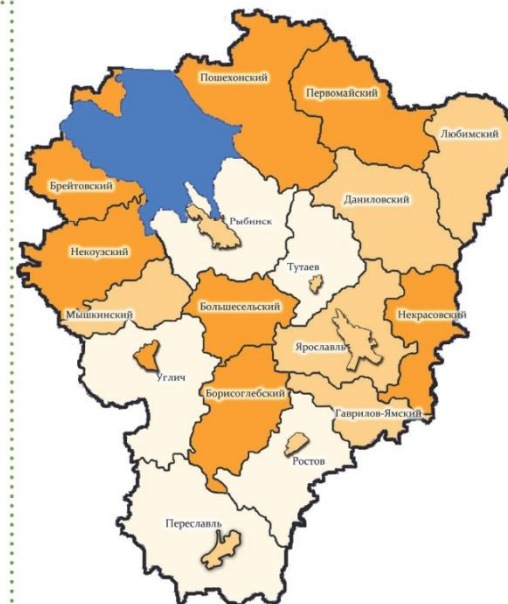 Пошехонский
Первомайский
Любимский
Брейтовский
Даниловский
Рыбинск
Некоузский
Тутаев
Мышкинский
Большесельский
Некрасовский
Ярославль
Углич
Борисоглебский
Гаврилов-Ямский
Ростов
Переславль